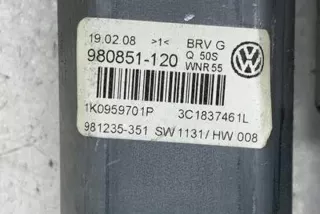 19.02.08 >1< BRV G
980851-120 Q 50S
WNR 55
1K0959701P 3C1837461L
981235-351 SW 1131/ HW 008